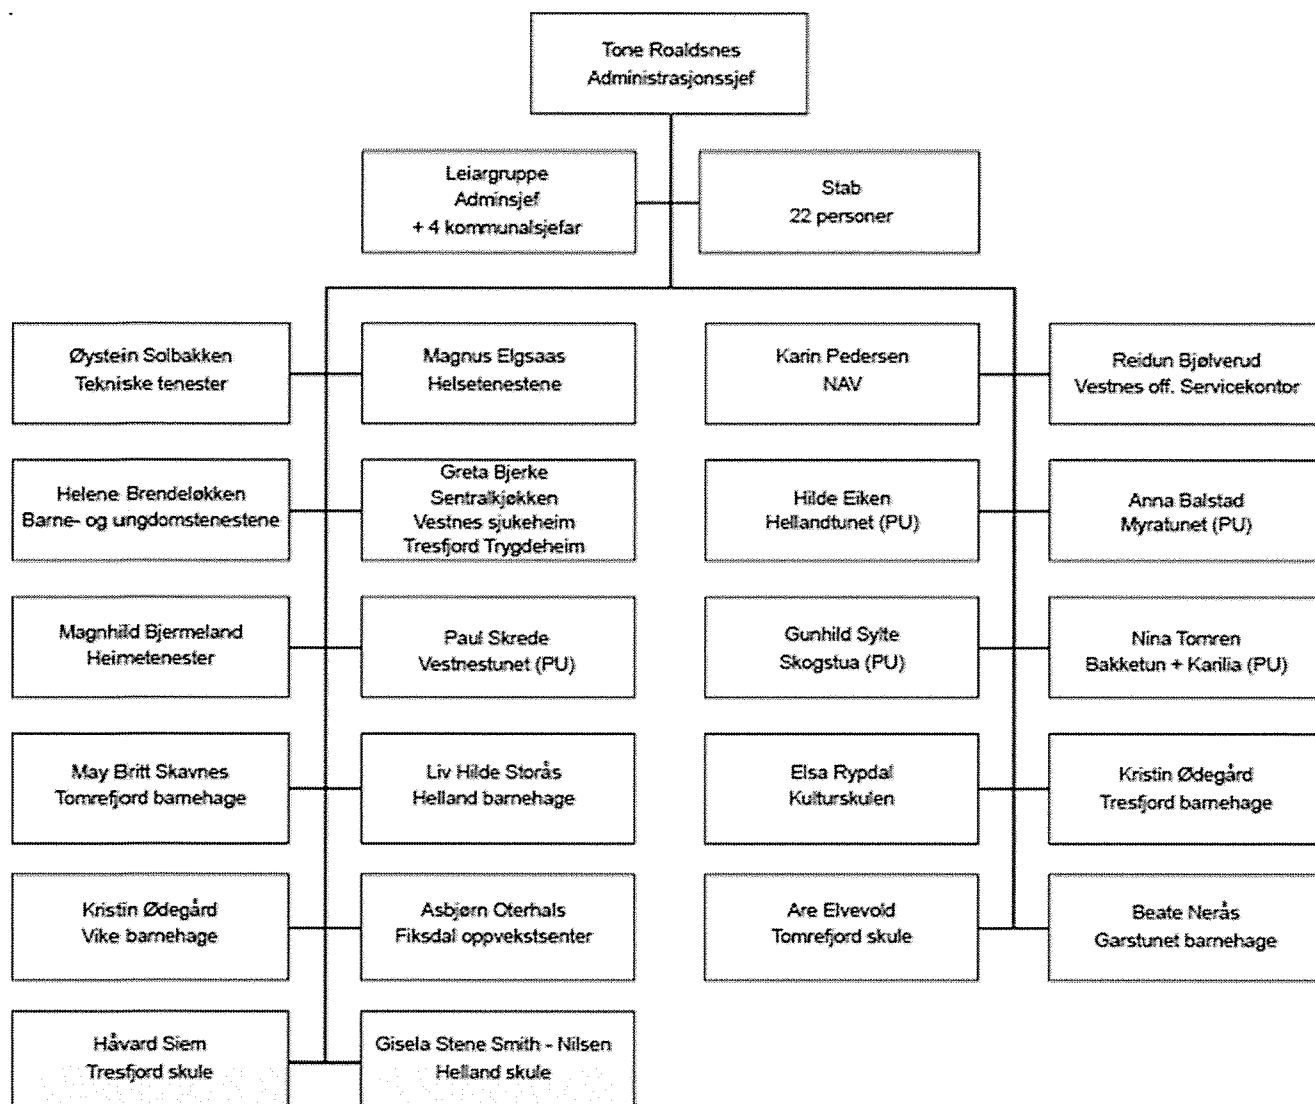 Tone Roaldsnes
Administrasjonssjef
Leiargruppe
Adminsjef
+ 4 kommunalsjefar
Stab
22 personer
Øystein Solbakken
Tekniske tenester
Magnus Elgsaas
Helsetenestene
Karin Pedersen
NAV
Reidun Bjølverud
Vestnes off. Servicekontor
Helene Brendeløkken
Barne- og ungdomstenestene
Greta Bjerke
Sentralkjøkken
Vestnes sjukeheim
Tresfjord Trygdeheim
Hilde Eiken
Hellandtunet (PU)
Anna Balstad
Myratunet (PU)
Magnhild Bjermeland
Heimetenester
Paul Skrede
Vestnestunet (PU)
Gunhild Sylte
Skogstua (PU)
Nina Tomren
Bakketun + Karilia (PU)
May Britt Skavnes
Tomrefjord barnehage
Liv Hilde Storås
Helland barnehage
Elsa Rypdal
Kulturskulen
Kristin Ødegård
Tresfjord barnehage
Kristin Ødegård
Vike barnehage
Asbjørn Oterhals
Fiksdal oppvekstsenter
Are Elvevold
Tomrefjord skule
Beate Nerås
Garstunet barnehage
Håvard Siem
Tresfjord skule
Gisela Stene Smith - Nilsen
Helland skule